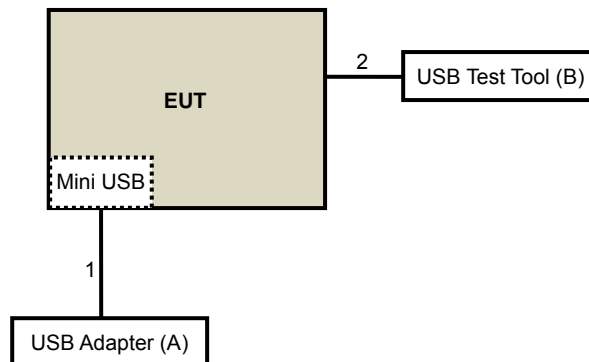 2
USB Test Tool (B)
EUT
Mini USB
1
USB Adapter (A)